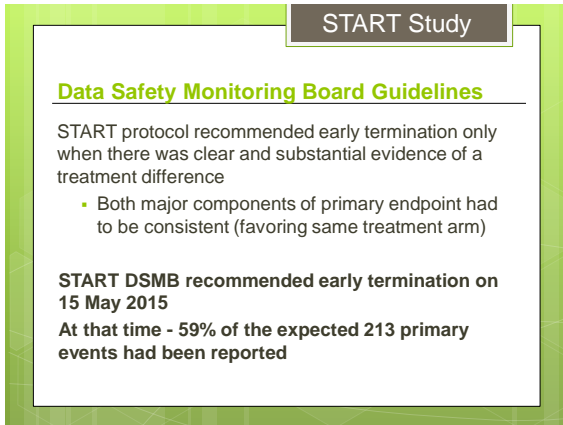 START Study
Data Safety Monitoring Board Guidelines
START protocol recommended early termination only
when there was clear and substantial evidence of a
treatment difference
▪ Both major components of primary endpoint had
to be consistent (favoring same treatment arm)
START DSMB recommended early termination on
15 May 2015
At that time - 59% of the expected 213 primary
events had been reported